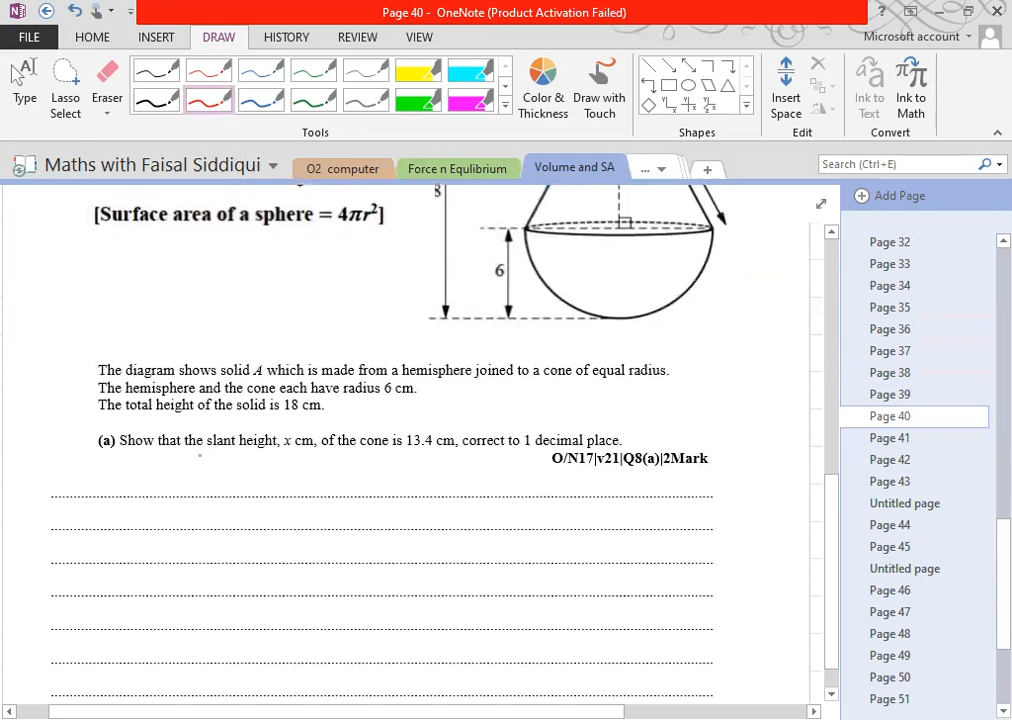 Page 40 - OneNote (Product Activation Failed)
FILE HOME INSERT DRAW HISTORY REVIEW VIEW
Microsoft account
Type
Lasso Select
Eraser
Color & Thickness
Draw with Touch
Insert Space
Ink to Text
Ink to Math
Tools
Shapes
Edit
Convert
Maths with Faisal Siddiqui
O2 computer
Force n Equlibrium
Volume and SA
...
Search (Ctrl+E)
Add Page
Page 32
Page 33
Page 34
Page 35
Page 36
Page 37
Page 38
Page 39
Page 40
Page 41
Page 42
Page 43
Untitled page
Page 44
Page 45
Untitled page
Page 46
Page 47
Page 48
Page 49
Page 50
Page 51
[Surface area of a sphere = 4πr²]
8
6
The diagram shows solid A which is made from a hemisphere joined to a cone of equal radius.
The hemisphere and the cone each have radius 6 cm.
The total height of the solid is 18 cm.
(a) Show that the slant height, x cm, of the cone is 13.4 cm, correct to 1 decimal place.
O/N17|v21|Q8(a)|2Mark